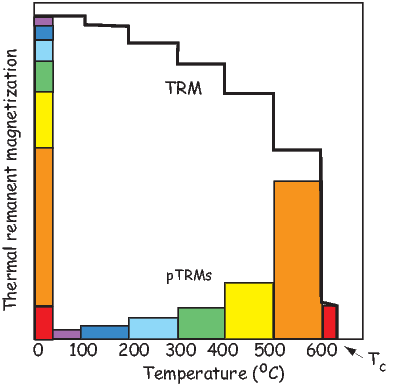 Thermal remanent magnetization
TRM
pTRMs
0 100 200 300 400 500 600
Tc
Temperature (°C)